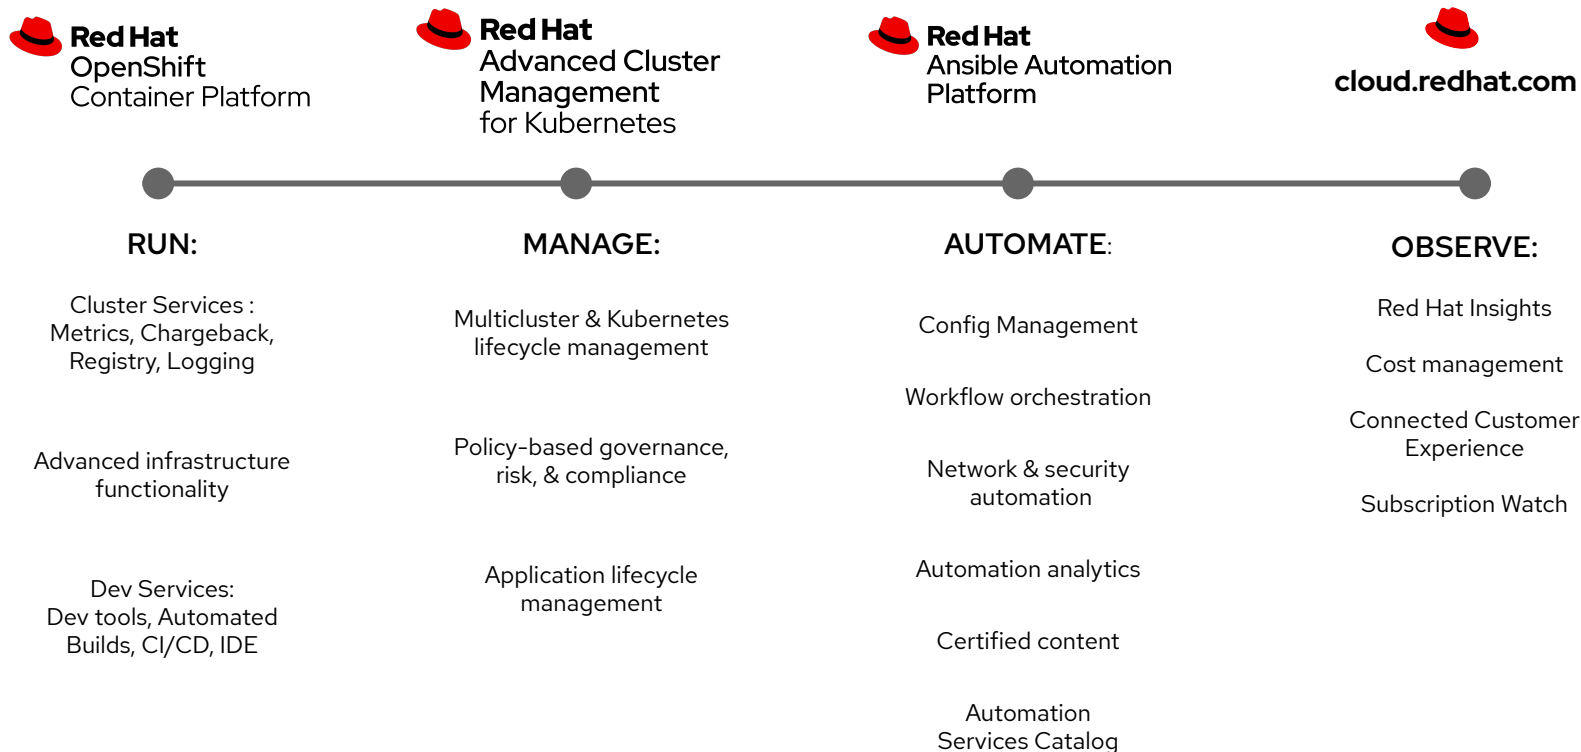 Red Hat
OpenShift
Container Platform
Red Hat
Advanced Cluster
Management
for Kubernetes
Red Hat
Ansible Automation
Platform
cloud.redhat.com
RUN:
Cluster Services :
Metrics, Chargeback,
Registry, Logging
Advanced infrastructure
functionality
Dev Services:
Dev tools, Automated
Builds, CI/CD, IDE
MANAGE:
Multicluster & Kubernetes
lifecycle management
Policy-based governance,
risk, & compliance
Application lifecycle
management
AUTOMATE:
Config Management
Workflow orchestration
Network & security
automation
Automation analytics
Certified content
Automation
Services Catalog
OBSERVE:
Red Hat Insights
Cost management
Connected Customer
Experience
Subscription Watch